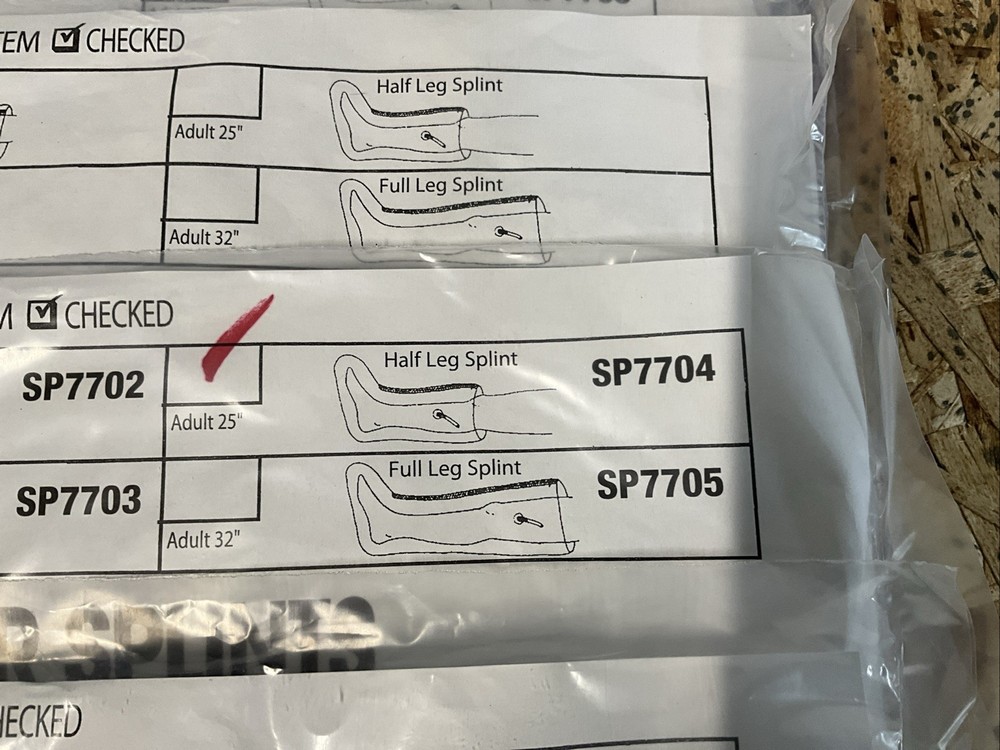 TEM ☑ CHECKED
Half Leg Splint
Adult 25"
Full Leg Splint
Adult 32"
M ☑ CHECKED
SP7702
Half Leg Splint
SP7704
Adult 25"
SP7703
Full Leg Splint
SP7705
Adult 32"
R SPLINTS
HECKED